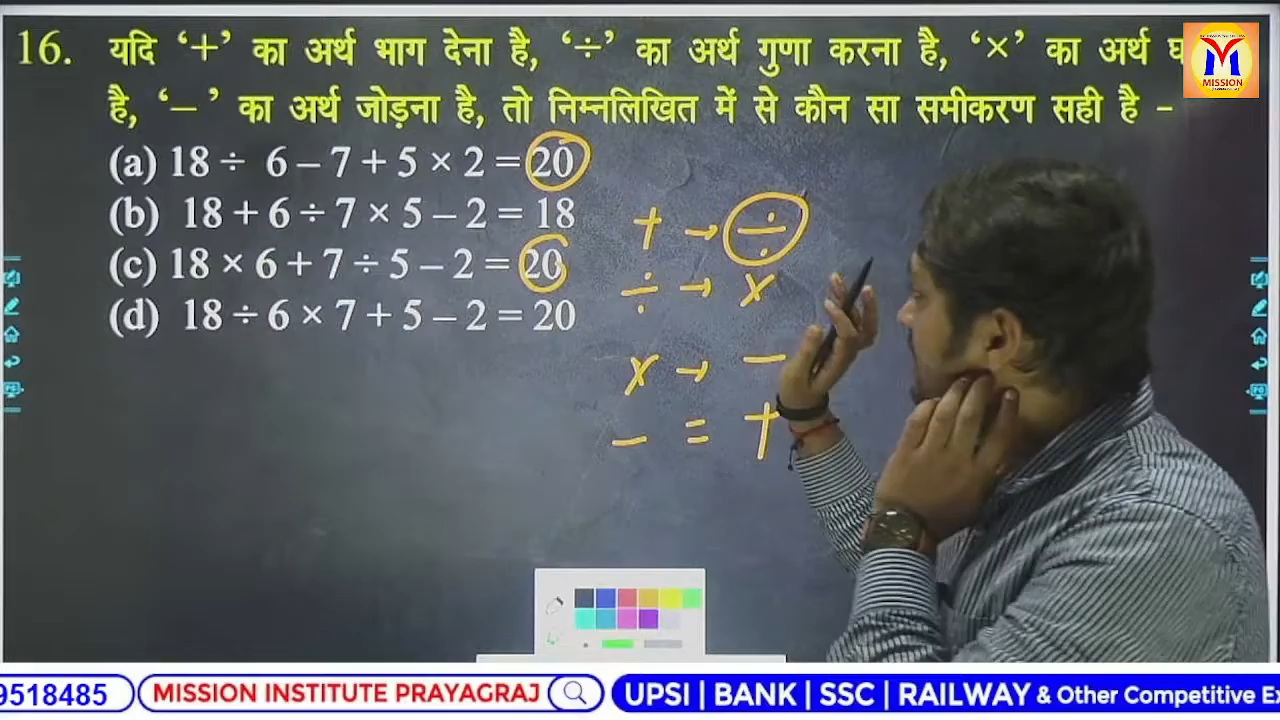 16. यदि ‘+’ का अर्थ भाग देना है, ‘÷’ का अर्थ गुणा करना है, ‘×’ का अर्थ
है, ‘–’ का अर्थ जोड़ना है, तो निम्नलिखित में से कौन सा समीकरण सही है -
(a) 18 ÷ 6 – 7 + 5 × 2 = 20
(b) 18 + 6 ÷ 7 × 5 – 2 = 18
(c) 18 × 6 + 7 ÷ 5 – 2 = 20
(d) 18 ÷ 6 × 7 + 5 – 2 = 20
+ → ÷
÷ → ×
× → –
– = +
MISSION
9518485
MISSION INSTITUTE PRAYAGRAJ
UPSI | BANK | SSC | RAILWAY & Other Competitive